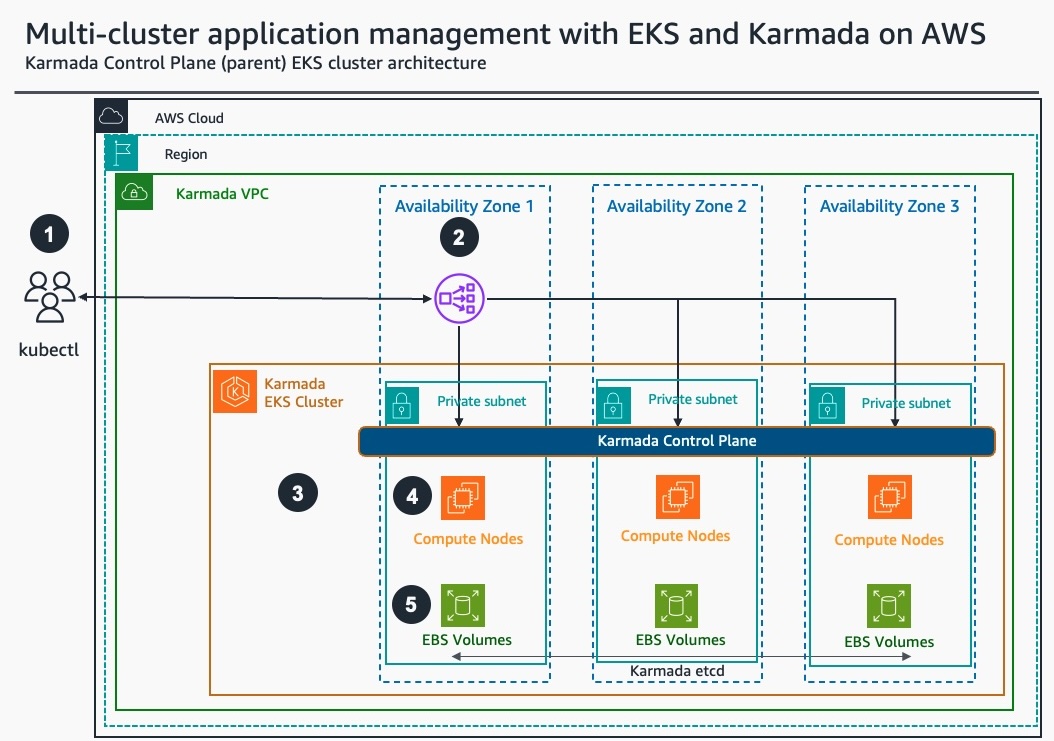 Multi-cluster application management with EKS and Karmada on AWS
Karmada Control Plane (parent) EKS cluster architecture
AWS Cloud
Region
Karmada VPC
Availability Zone 1
Availability Zone 2
Availability Zone 3
1
2
kubectl
Karmada
EKS Cluster
Private subnet
Private subnet
Private subnet
Karmada Control Plane
3
4
Compute Nodes
Compute Nodes
Compute Nodes
5
EBS Volumes
EBS Volumes
EBS Volumes
Karmada etcd